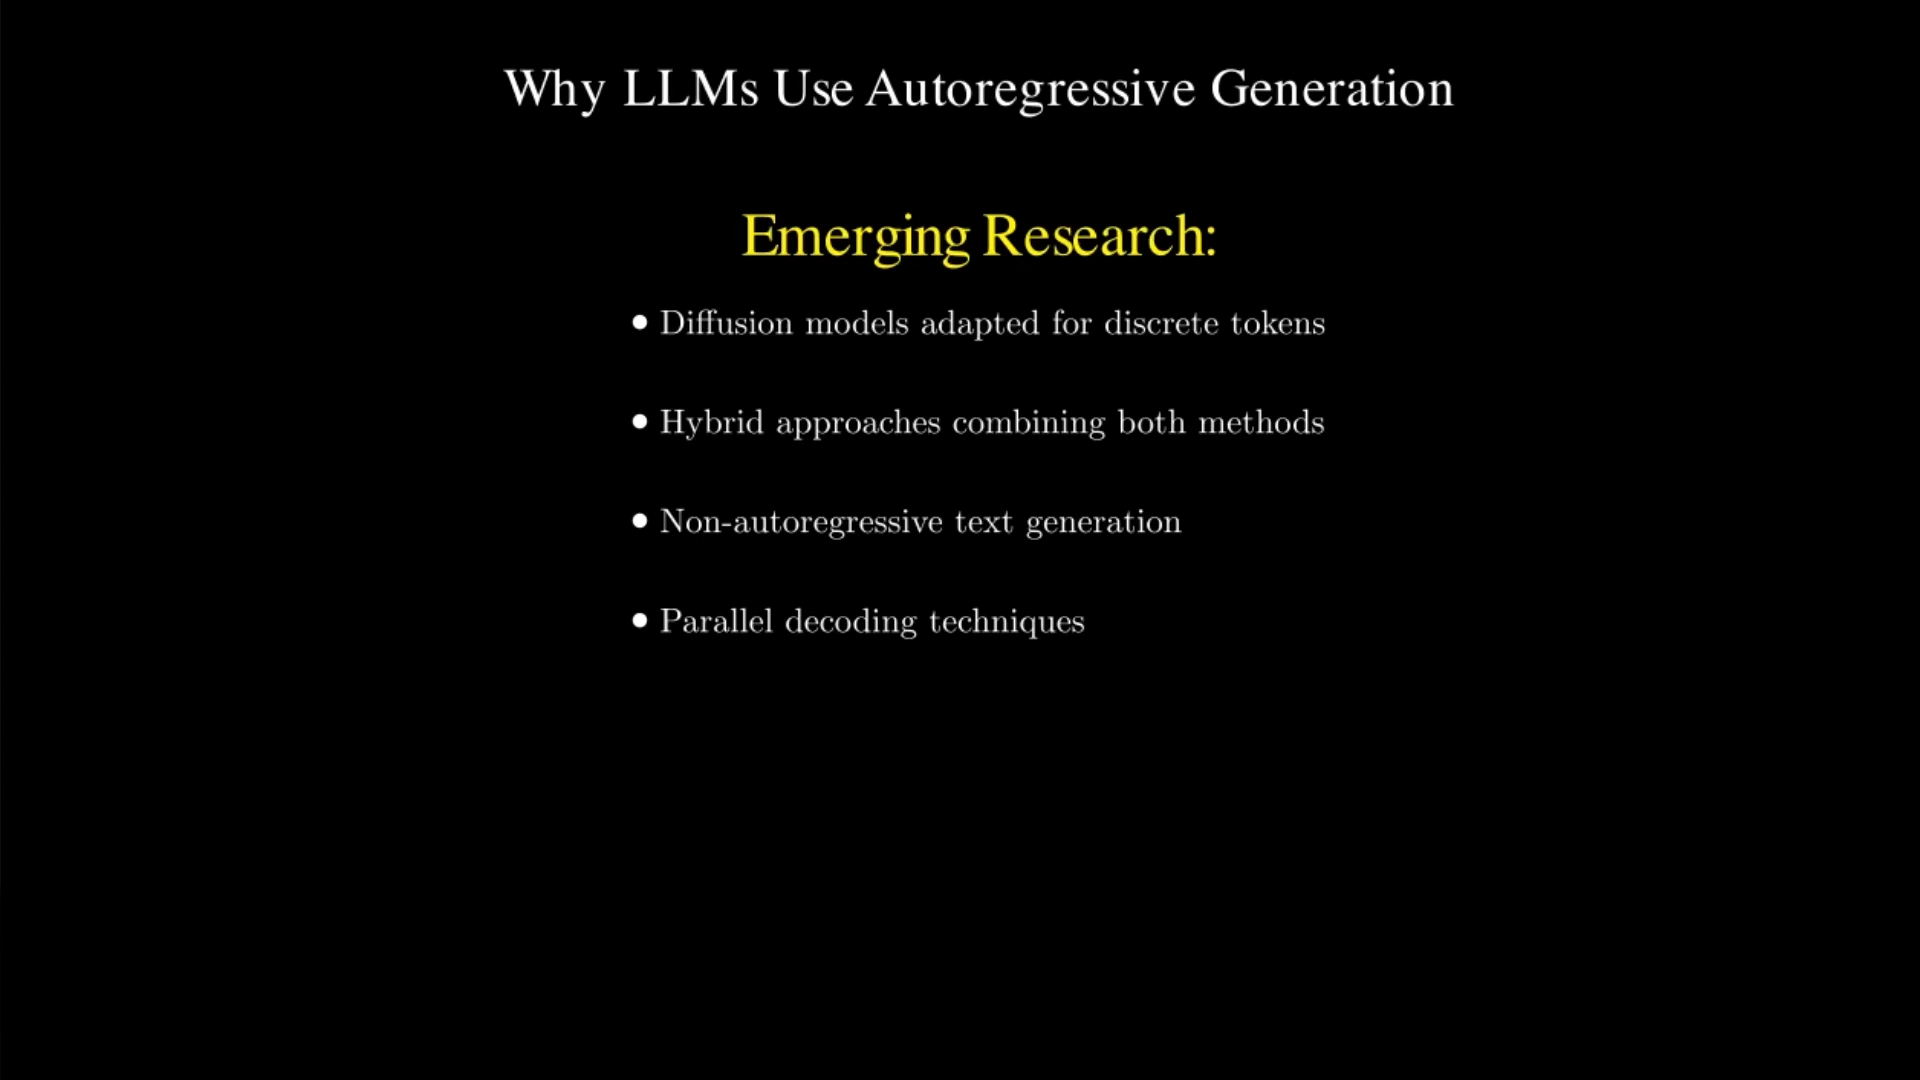 Why LLMs Use Autoregressive Generation
Emerging Research:
• Diffusion models adapted for discrete tokens
• Hybrid approaches combining both methods
• Non-autoregressive text generation
• Parallel decoding techniques